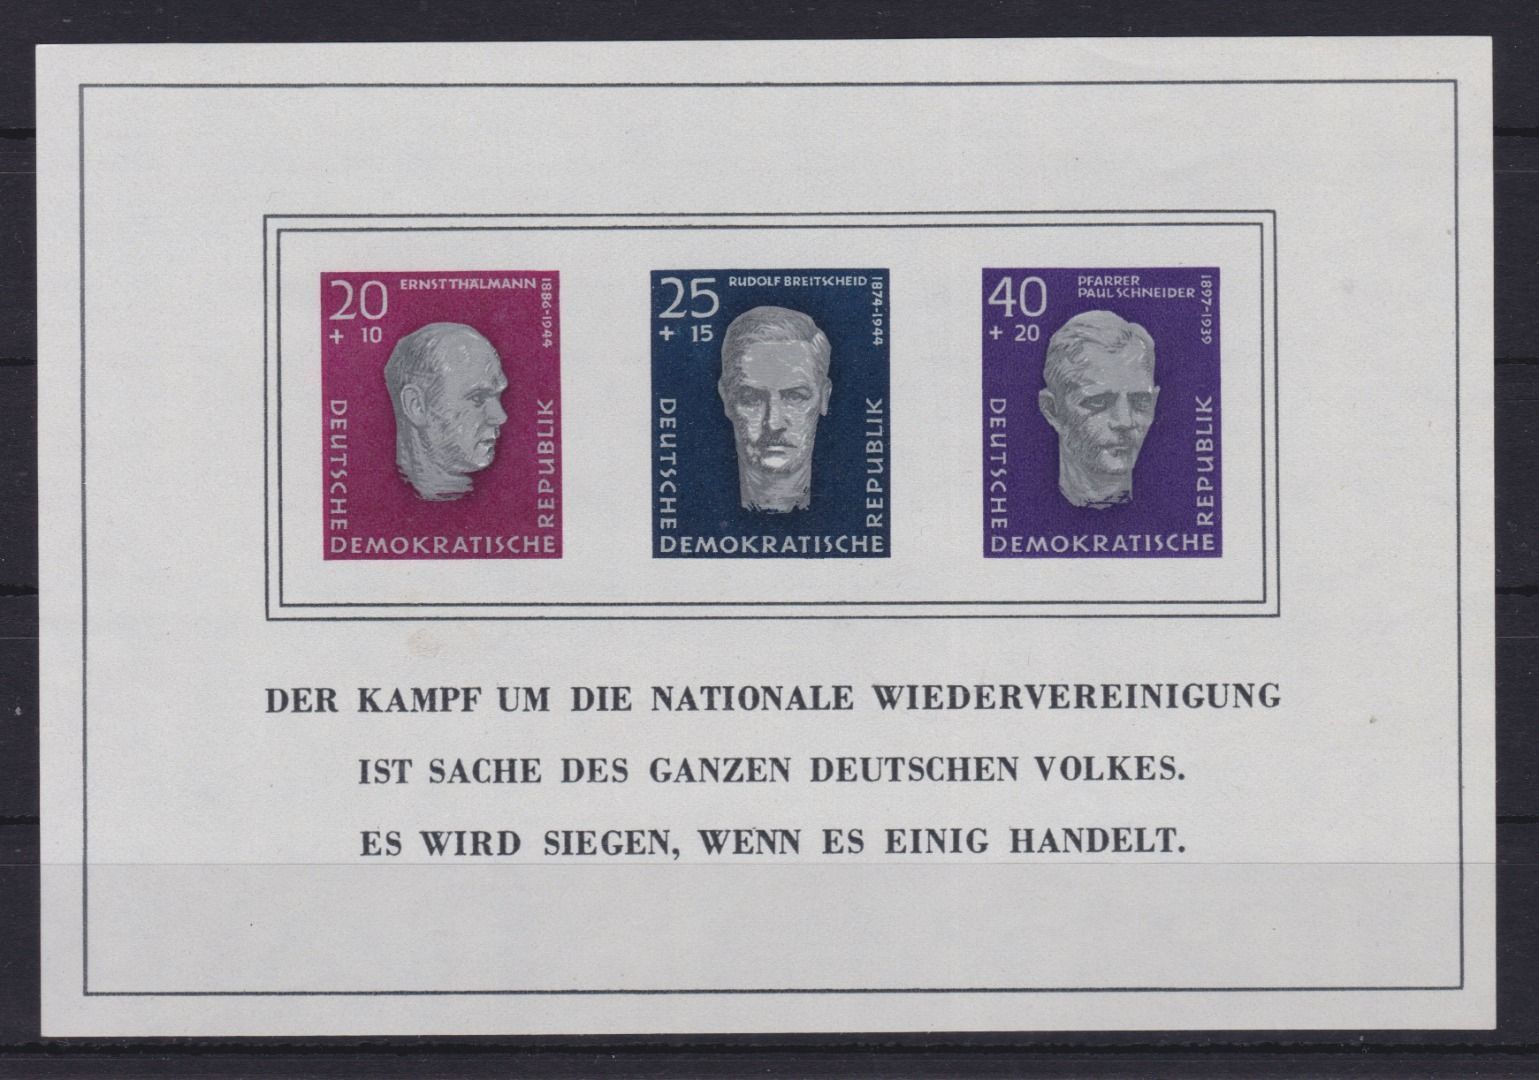 20
+ 10
ERNST THÄLMANN
1886-1944
DEUTSCHE
DEMOKRATISCHE
REPUBLIK
25
+ 15
RUDOLF BREITSCHEID
1874-1944
DEUTSCHE
DEMOKRATISCHE
REPUBLIK
40
+ 20
PFARRER
PAUL SCHNEIDER
1897-1939
DEUTSCHE
DEMOKRATISCHE
REPUBLIK
DER KAMPF UM DIE NATIONALE WIEDERVEREINIGUNG
IST SACHE DES GANZEN DEUTSCHEN VOLKES.
ES WIRD SIEGEN, WENN ES EINIG HANDELT.